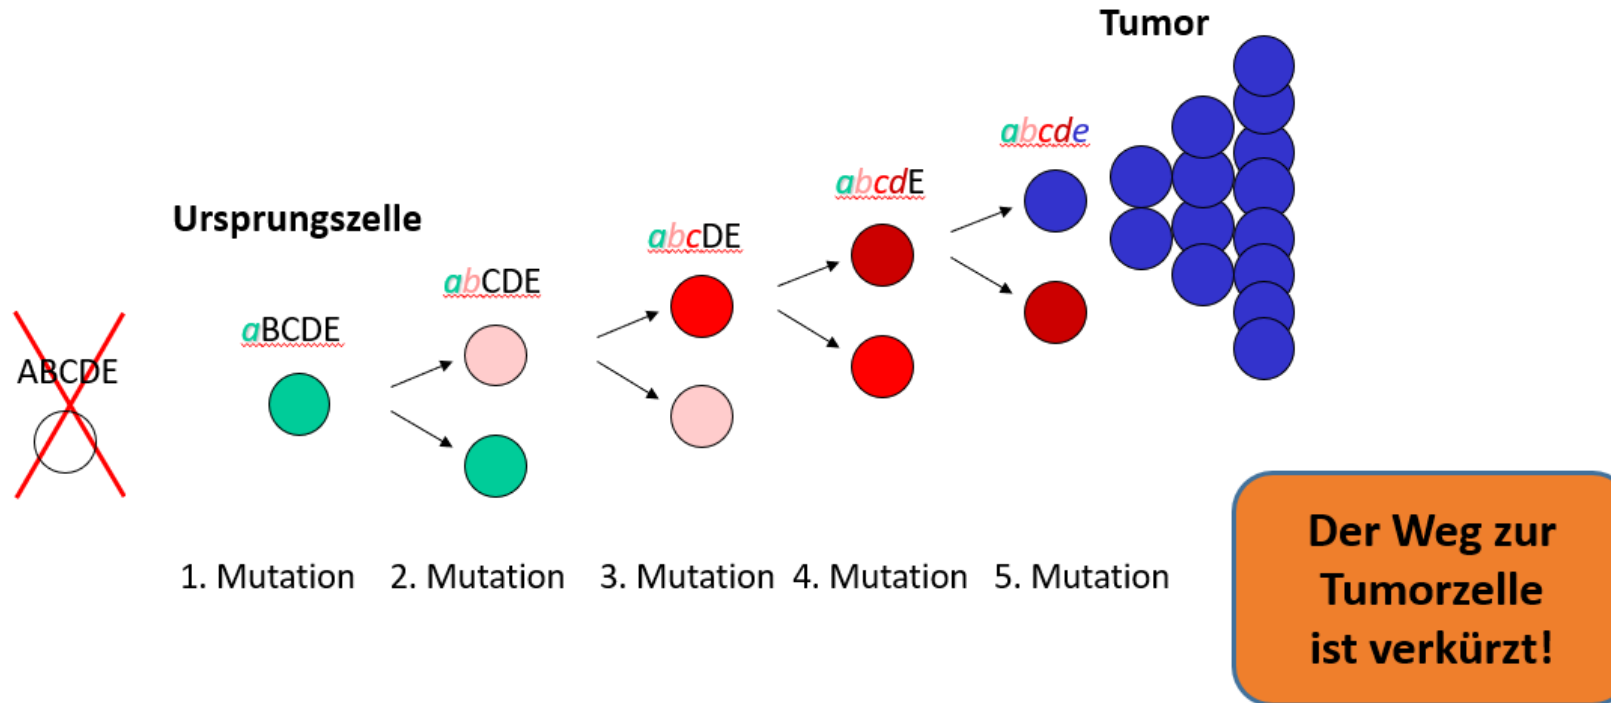 Tumor
abcde
abcdE
Ursprungszelle
abcDE
abCDE
aBCDE
ABCDE
1. Mutation 2. Mutation 3. Mutation 4. Mutation 5. Mutation
Der Weg zur
Tumorzelle
ist verkürzt!